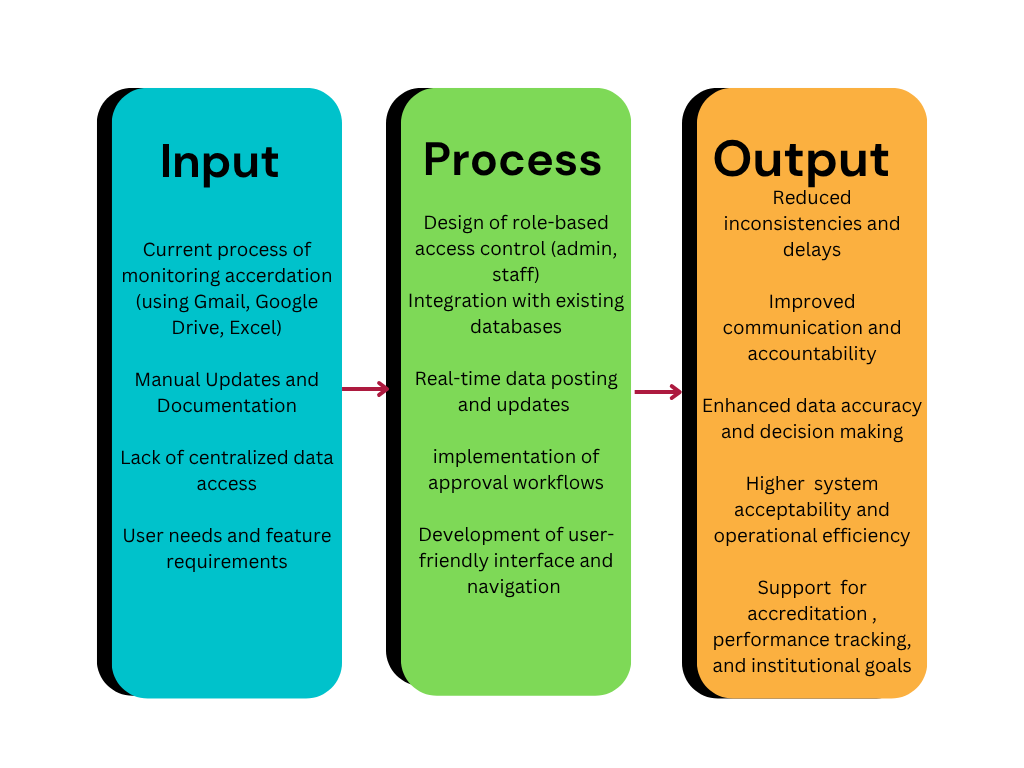 Input
Current process of
monitoring accerdation
(using Gmail, Google
Drive, Excel)
Manual Updates and
Documentation
Lack of centralized data
access
User needs and feature
requirements
Process
Design of role-based
access control (admin,
staff)
Integration with existing
databases
Real-time data posting
and updates
implementation of
approval workflows
Development of user-
friendly interface and
navigation
Output
Reduced
inconsistencies and
delays
Improved
communication and
accountability
Enhanced data accuracy
and decision making
Higher  system
acceptability and
operational efficiency
Support  for
accreditation ,
performance tracking,
and institutional goals